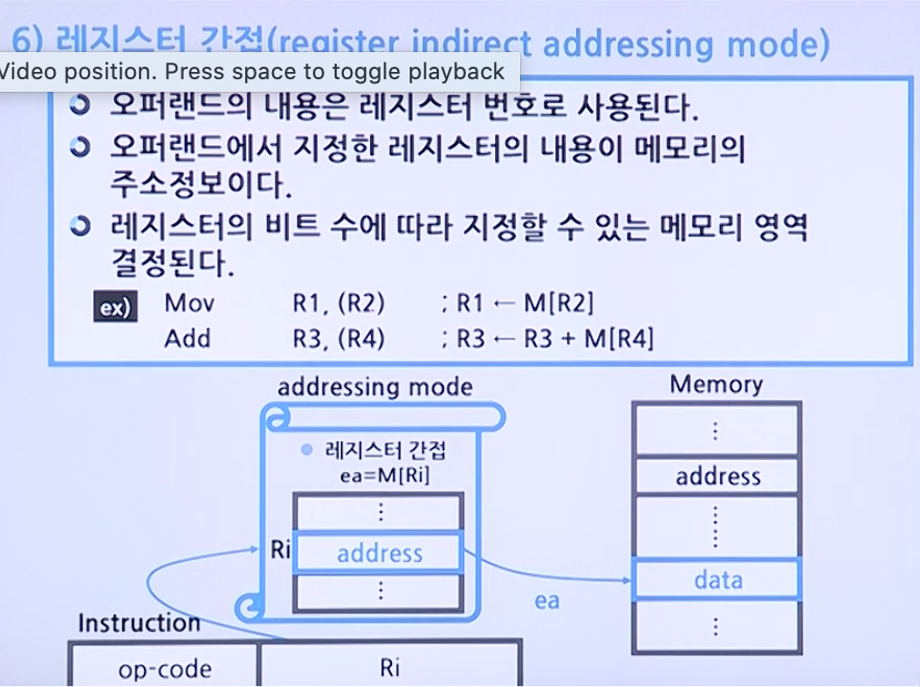 6) 레지스터 간접(register indirect addressing mode)
Video position. Press space to toggle playback
오퍼랜드의 내용은 레지스터 번호로 사용된다.
오퍼랜드에서 지정한 레지스터의 내용이 메모리의
주소정보이다.
레지스터의 비트 수에 따라 지정할 수 있는 메모리 영역
결정된다.
ex) Mov R1, (R2) ; R1 ← M[R2]
Add R3, (R4) ; R3 ← R3 + M[R4]
addressing mode
레지스터 간접
ea=M[Ri]
⋮
Ri address
⋮
ea
Memory
⋮
address
⋮
data
⋮
Instruction
op-code Ri